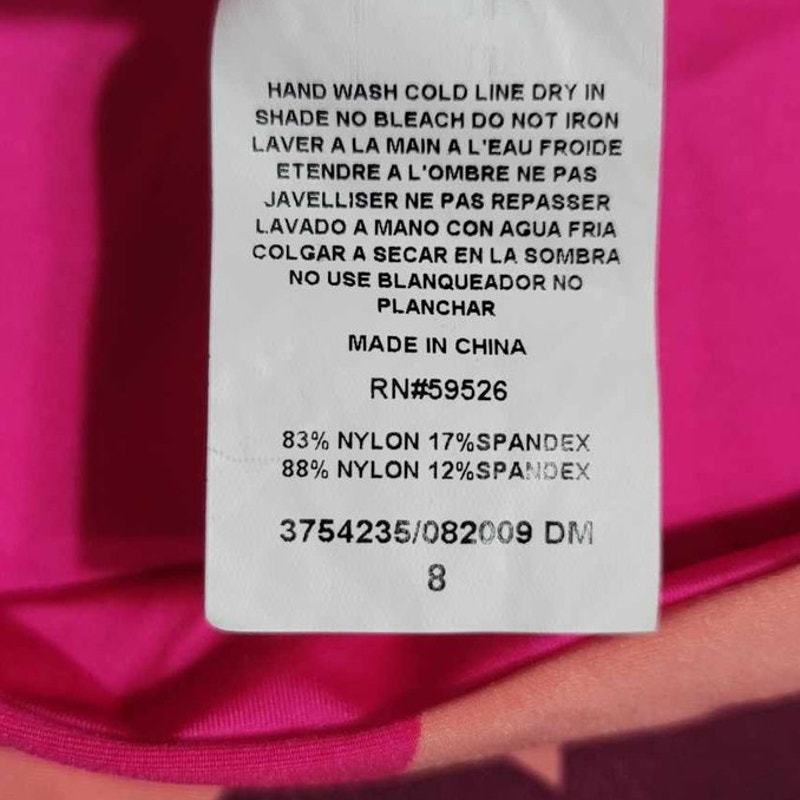 HAND WASH COLD LINE DRY IN
SHADE NO BLEACH DO NOT IRON
LAVER A LA MAIN A L'EAU FROIDE
ETENDRE A L'OMBRE NE PAS
JAVELLISER NE PAS REPASSER
LAVADO A MANO CON AGUA FRIA
COLGAR A SECAR EN LA SOMBRA
NO USE BLANQUEADOR NO
PLANCHAR
MADE IN CHINA
RN#59526
83% NYLON 17%SPANDEX
88% NYLON 12%SPANDEX
3754235/082009 DM
8